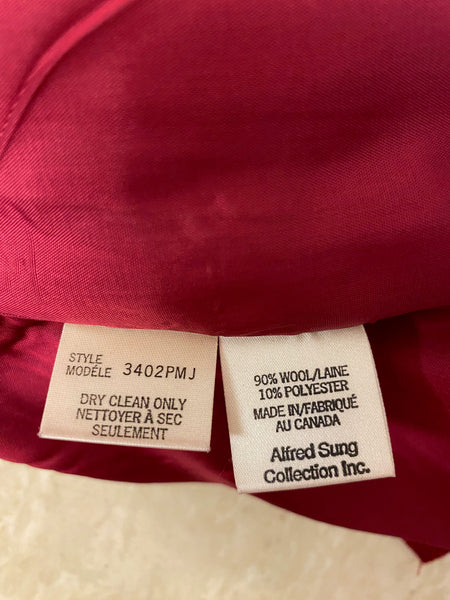 STYLE
MODÉLE 3402PMJ
DRY CLEAN ONLY
NETTOYER À SEC
SEULEMENT
90% WOOL/LAINE
10% POLYESTER
MADE IN/FABRIQUÉ
AU CANADA
Alfred Sung
Collection Inc.